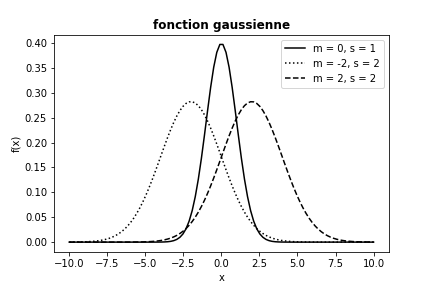 fonction gaussienne
0.40
0.35
0.30
0.25
0.20
0.15
0.10
0.05
0.00
f(x)
m = 0, s = 1
m = -2, s = 2
m = 2, s = 2
−10.0 −7.5 −5.0 −2.5 0.0 2.5 5.0 7.5 10.0
x